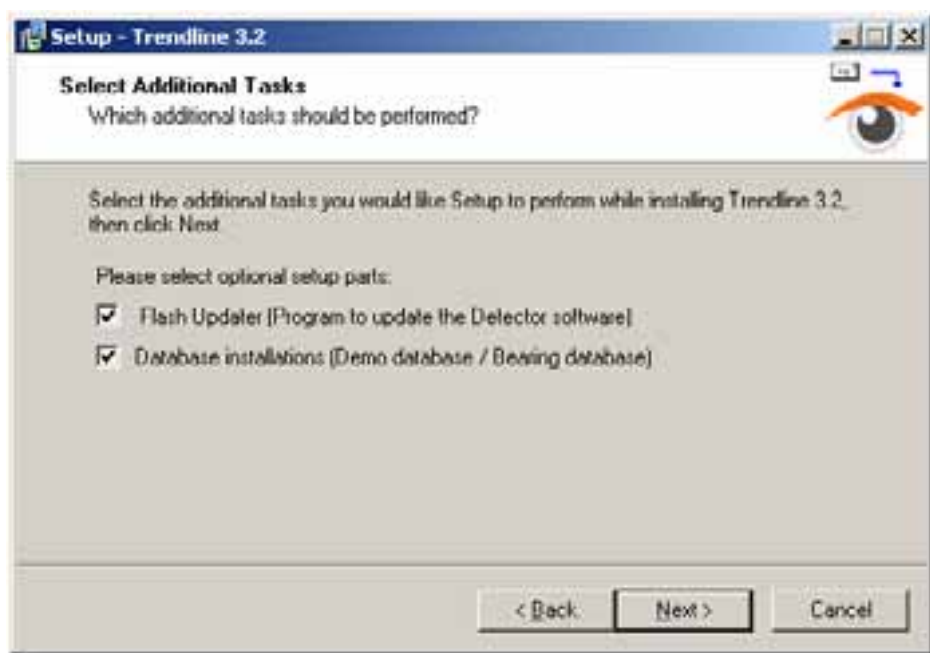 Setup - Trendline 3.2
Select Additional Tasks
Which additional tasks should be performed?
Select the additional tasks you would like Setup to perform while installing Trendline 3.2,
then click Next
Please select optional setup parts:
Flash Updater (Program to update the Detector software)
Database installations (Demo database / Bearing database)
< Back
Next >
Cancel